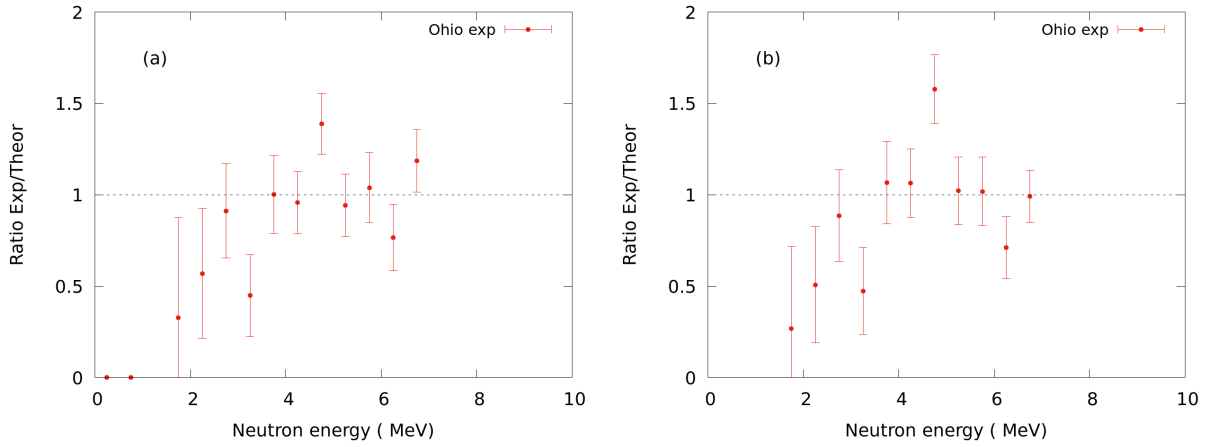 2
1.5
1
0.5
0
0 2 4 6 8 10
Ratio Exp/Theor
Neutron energy ( MeV)
(a)
Ohio exp
2
1.5
1
0.5
0
0 2 4 6 8 10
Ratio Exp/Theor
Neutron energy ( MeV)
(b)
Ohio exp